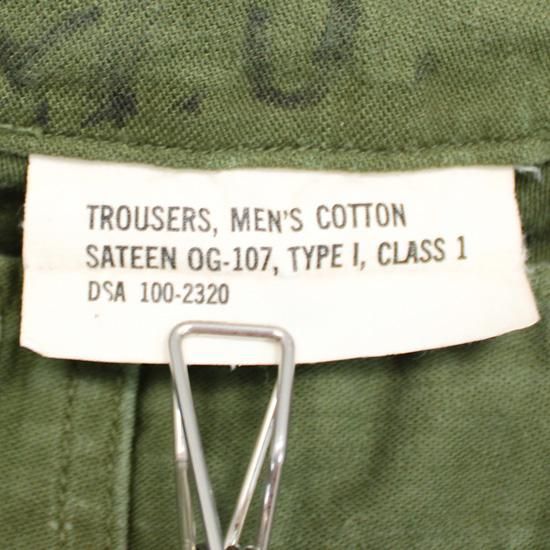 TROUSERS, MEN'S COTTON
SATEEN OG-107, TYPE I, CLASS 1
DSA 100-2320